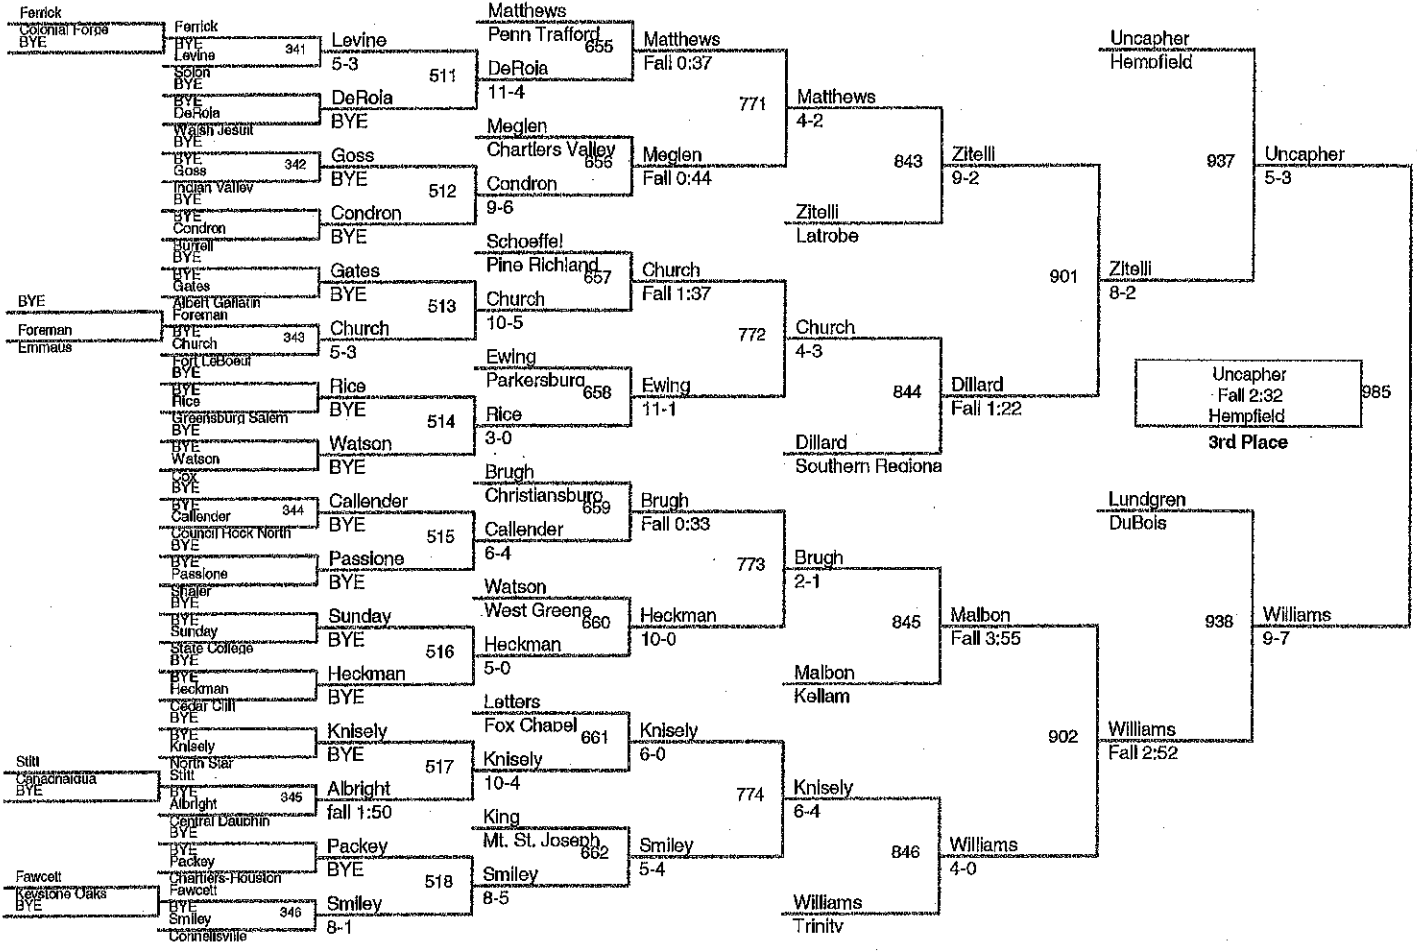 Ferrick
Colonial Forge
BYE
BYE
Foreman
Emmaus
Stitt
Canadnaigua
BYE
Fawcett
Keystone Oaks
BYE
Ferrick
BYE
341
Levine
Solon
BYE
BYE
DeRoia
Walsh Jesuit
BYE
BYE
342
Goss
Indian Valley
BYE
BYE
Condron
Burrell
BYE
BYE
Gates
Albert Gallatin
Foreman
BYE
343
Church
Fort LeBoeuf
BYE
BYE
Rice
Greensburg Salem
BYE
BYE
Watson
Cox
BYE
BYE
344
Callender
Council Rock North
BYE
BYE
Passione
Shaler
BYE
BYE
Sunday
State College
BYE
BYE
Heckman
Cedar Cliff
BYE
BYE
Knisely
North Star
Stitt
BYE
345
Albright
Central Dauphin
BYE
BYE
Packey
Chartiers-Houston
Fawcett
BYE
346
Smiley
Connellsville
Levine
5-3
511
DeRoia
BYE
Goss
BYE
512
Condron
BYE
Gates
BYE
513
Church
5-3
Rice
BYE
514
Watson
BYE
Callender
BYE
515
Passione
BYE
Sunday
BYE
516
Heckman
BYE
Knisely
BYE
517
Albright
fall 1:50
Packey
BYE
518
Smiley
8-1
Matthews
Penn Trafford
655
DeRoia
11-4
Meglen
Chartiers Valley
656
Condron
9-6
Schoeffel
Pine Richland
657
Church
10-5
Ewing
Parkersburg
658
Rice
3-0
Brugh
Christiansburg
659
Callender
6-4
Watson
West Greene
660
Heckman
5-0
Letters
Fox Chapel
661
Knisely
10-4
King
Mt. St. Joseph
662
Smiley
8-5
Matthews
Fall 0:37
771
Meglen
Fall 0:44
Church
Fall 1:37
772
Ewing
11-1
Brugh
Fall 0:33
773
Heckman
10-0
Knisely
6-0
774
Smiley
5-4
Matthews
4-2
843
Zitelli
Latrobe
Church
4-3
844
Dillard
Southern Regiona
Brugh
2-1
845
Malbon
Kellam
Knisely
6-4
846
Williams
Trinity
Zitelli
9-2
901
Dillard
Fall 1:22
Malbon
Fall 3:55
902
Williams
4-0
Uncapher
Hempfield
937
Zitelli
8-2
Lundgren
DuBois
938
Williams
Fall 2:52
Uncapher
5-3
Williams
9-7
985
Uncapher
Fall 2:32
Hempfield
3rd Place